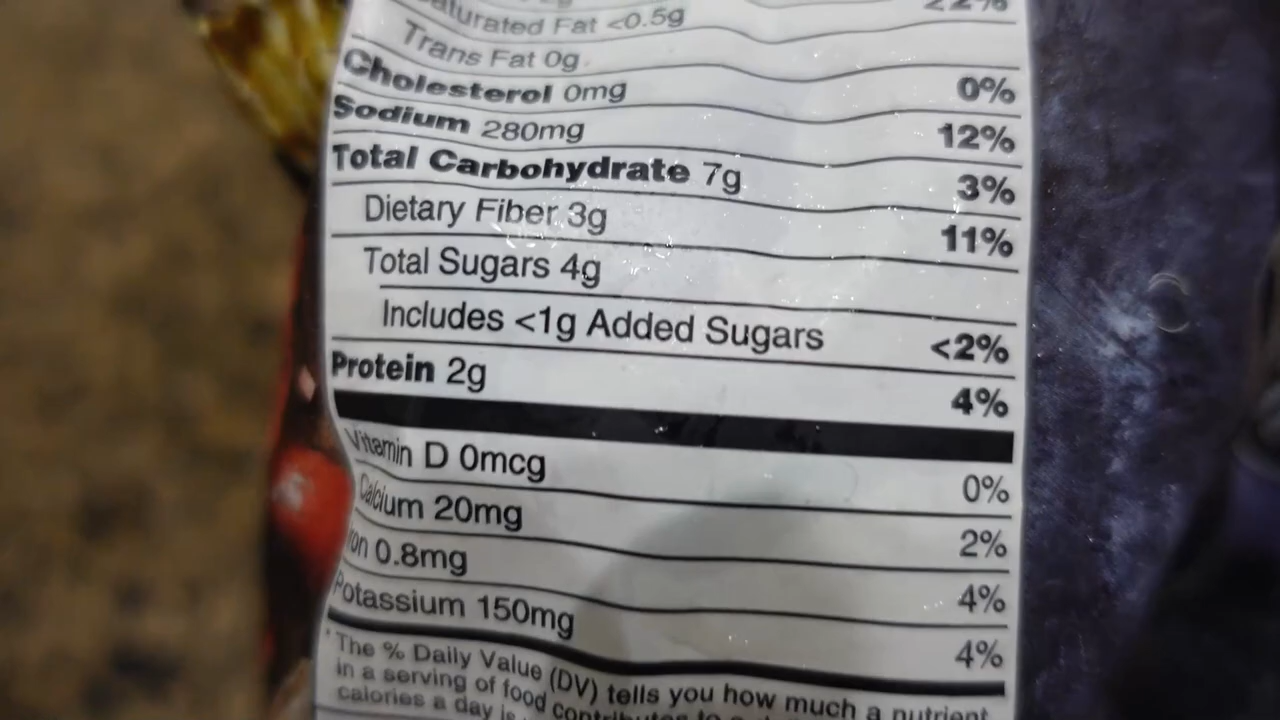 Saturated Fat <0.5g <2%
Trans Fat 0g
Cholesterol 0mg 0%
Sodium 280mg 12%
Total Carbohydrate 7g 3%
Dietary Fiber 3g 11%
Total Sugars 4g
Includes <1g Added Sugars <2%
Protein 2g 4%
Vitamin D 0mcg 0%
Calcium 20mg 2%
Iron 0.8mg 4%
Potassium 150mg 4%
* The % Daily Value (DV) tells you how much a nutrient
in a serving of food contributes to a
calories a day is